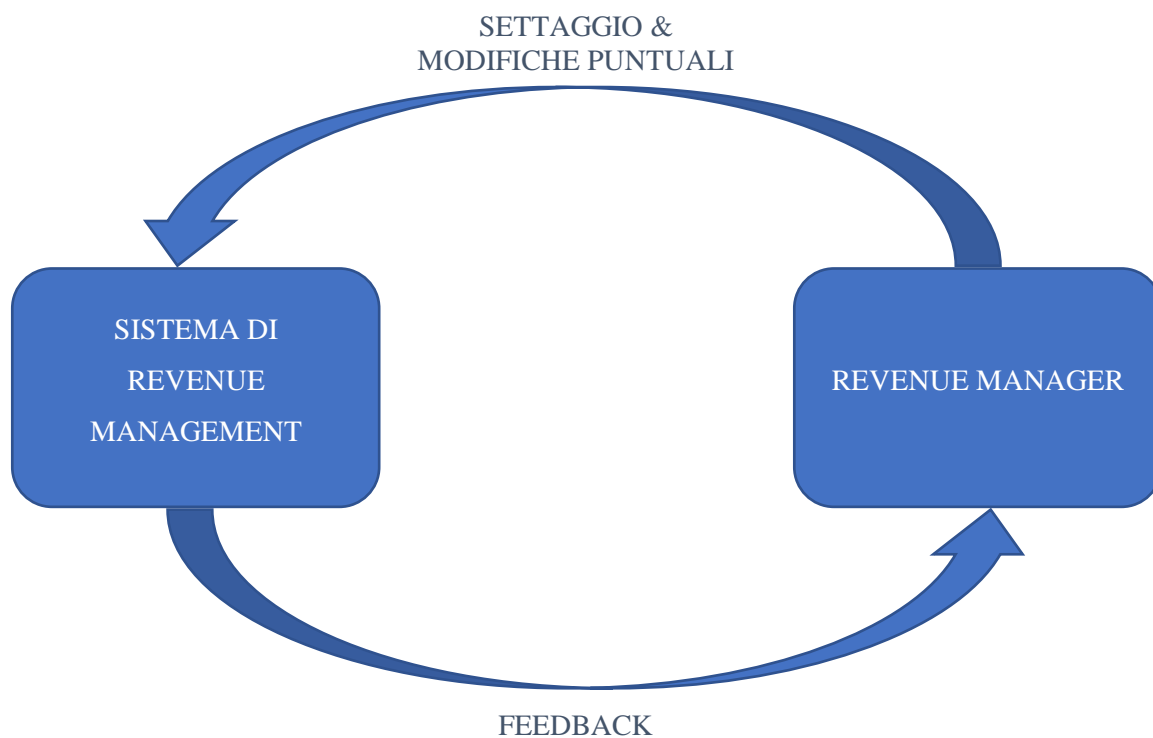 SETTAGGIO &
MODIFICHE PUNTUALI
SISTEMA DI
REVENUE
MANAGEMENT
REVENUE MANAGER
FEEDBACK